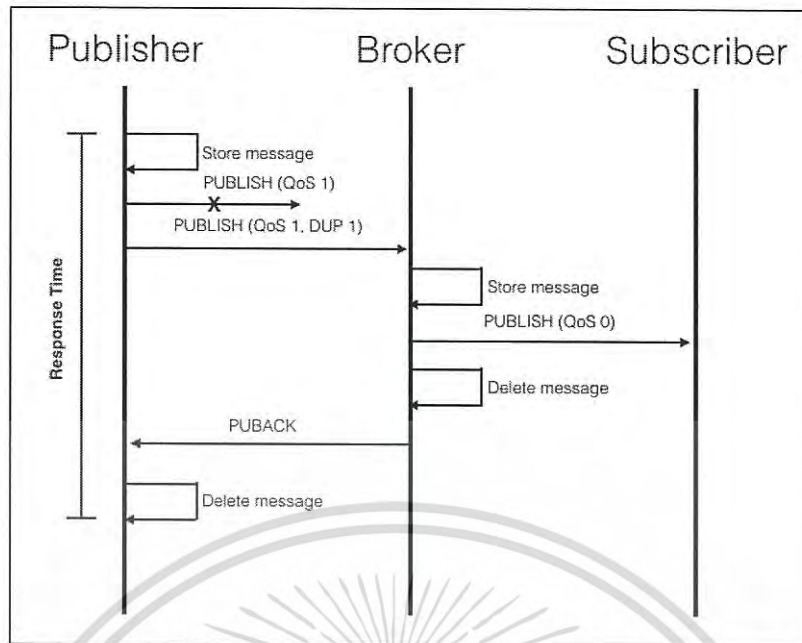 Publisher
Broker
Subscriber
Store message
PUBLISH (QoS 1)
X
PUBLISH (QoS 1, DUP 1)
Store message
PUBLISH (QoS 0)
Response Time
Delete message
PUBACK
Delete message